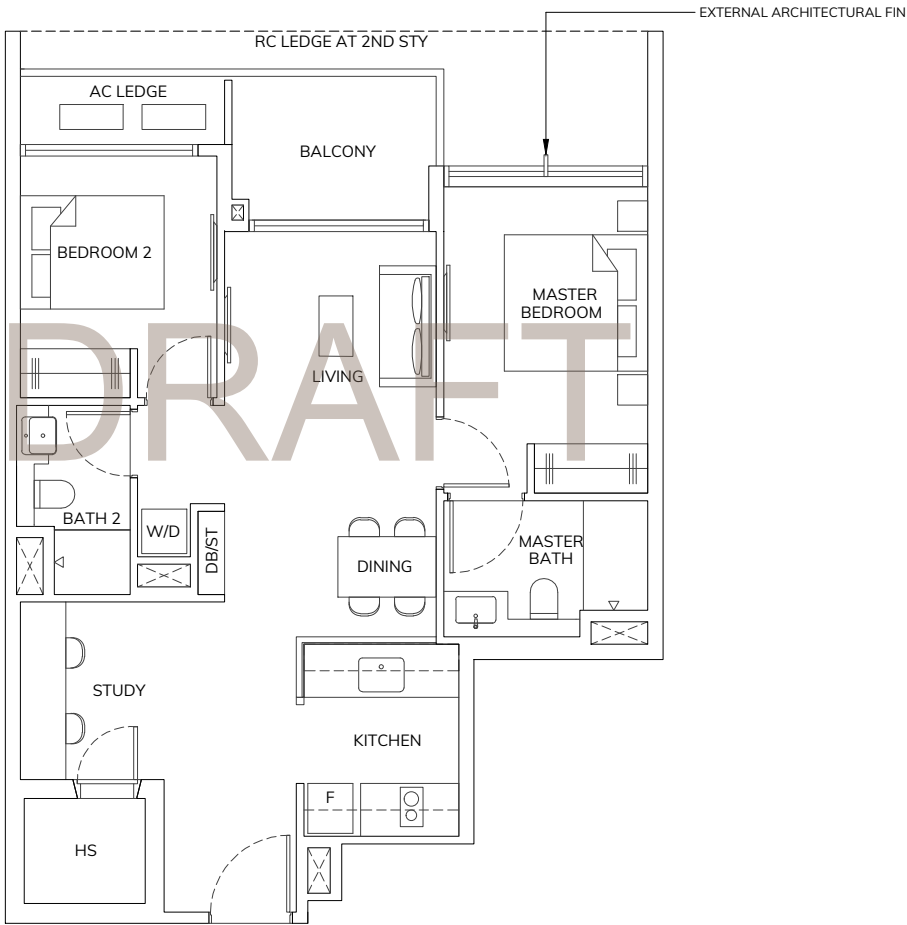 EXTERNAL ARCHITECTURAL FIN
RC LEDGE AT 2ND STY
AC LEDGE
BALCONY
BEDROOM 2
MASTER
BEDROOM
DRAFT
LIVING
BATH 2
W/D
DB/ST
DINING
MASTER
BATH
STUDY
KITCHEN
F
HS